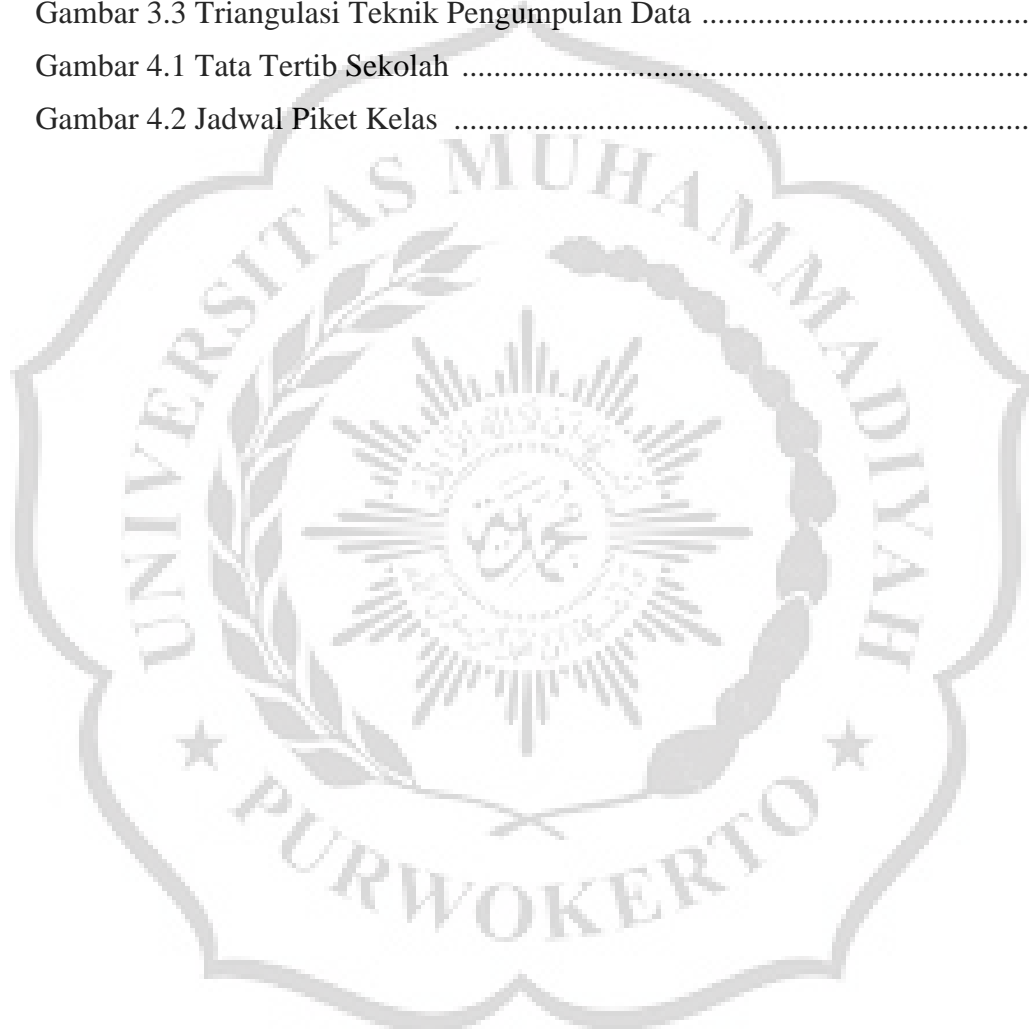 Gambar 3.3 Triangulasi Teknik Pengumpulan Data ........................................
Gambar 4.1 Tata Tertib Sekolah .....................................................................
Gambar 4.2 Jadwal Piket Kelas ......................................................................
UNIVERSITAS MUHAMMADIYAH
★ PURWOKERTO ★